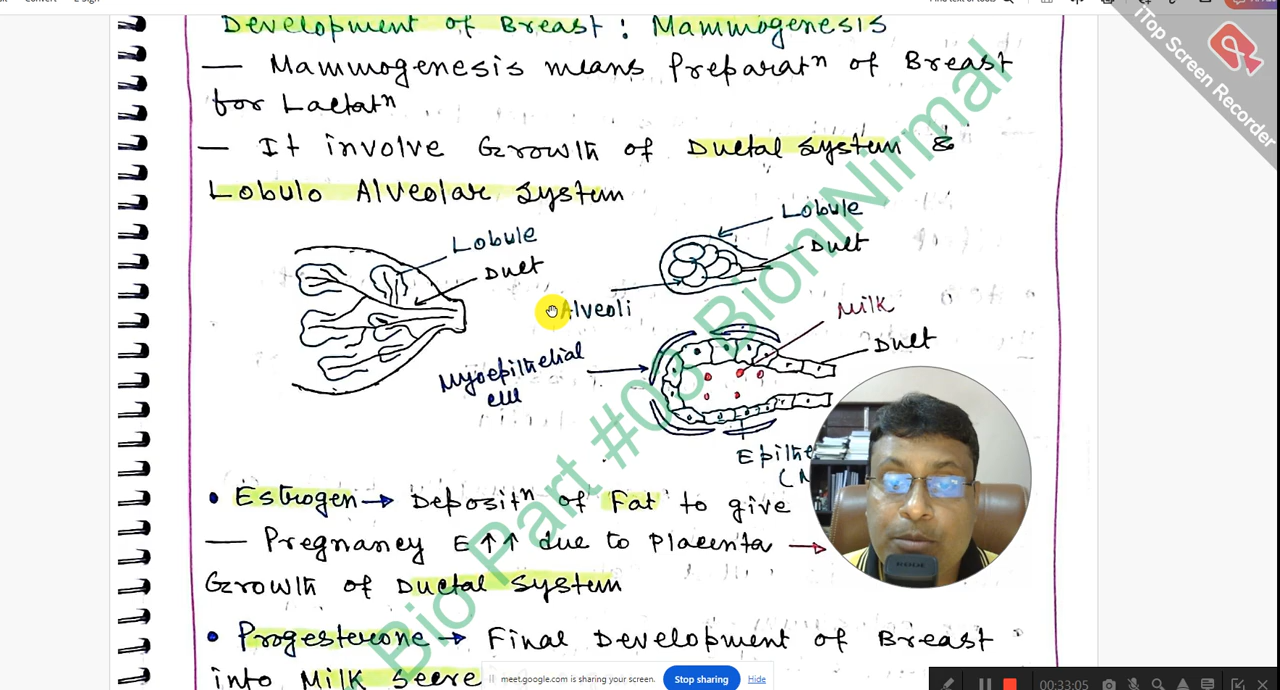 Development of Breast : Mammogenesis
— Mammogenesis means Preparatⁿ of Breast
for Lactatⁿ
— It involve Growth of Ductal System &
Lobulo Alveolar System
Lobule
Duct
Lobule
Duct
Alveoli
Milk
Duct
Myoepithelial
cell
Epithe
• Estrogen → Depositⁿ of Fat to give
— Pregnancy E ↑↑ due to Placenta →
Growth of Ductal System
• Progesterone → Final Development of Breast
into Milk Secre
Bio Part #08 BiomiNirmal
iTop Screen Recorder
RODE
meet.google.com is sharing your screen.
Stop sharing
Hide
00:33:05